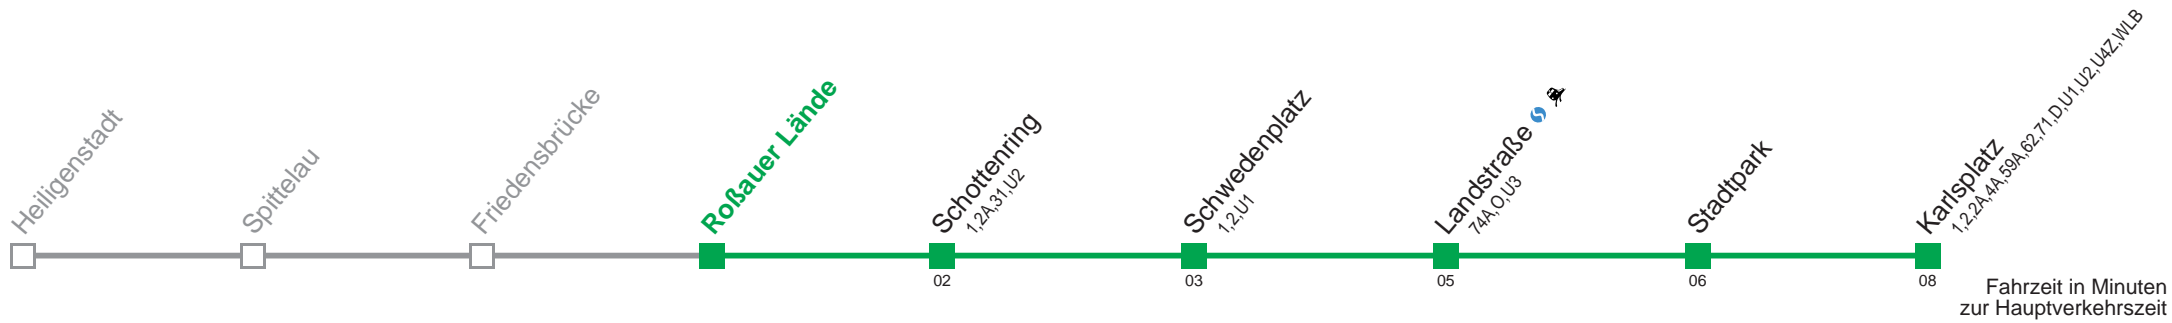 Heiligenstadt
Spittelau
Friedensbrücke
Roßauer Lände
Schottenring
1,2A,31,U2
Schwedenplatz
1,2,U1
Landstraße
74A,O,U3
Stadtpark
Karlsplatz
1,2,2A,4A,59A,62,71,D,U1,U2,U4Z,WLB
02
03
05
06
08
Fahrzeit in Minuten
zur Hauptverkehrszeit